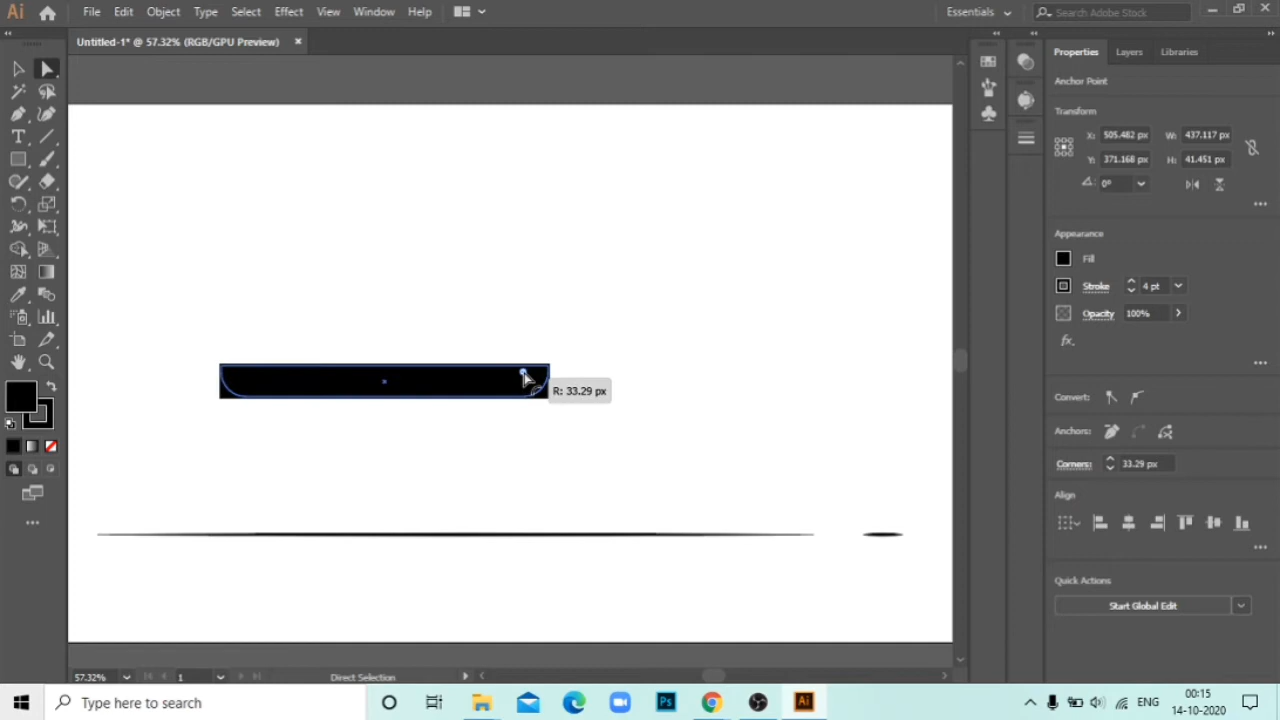 Ai File Edit Object Type Select Effect View Window Help Essentials Search Adobe Stock
Untitled-1* @ 57.32% (RGB/GPU Preview)
Properties Layers Libraries
Anchor Point
Transform
X: 505.482 px W: 437.117 px
Y: 371.168 px H: 41.451 px
0°
Appearance
Fill
Stroke 4 pt
Opacity 100%
fx.
R: 33.29 px
Convert:
Anchors:
Corners: 33.29 px
Align
Quick Actions
Start Global Edit
57.32% 1 Direct Selection
Type here to search
Ps Ai
ENG
00:15
14-10-2020